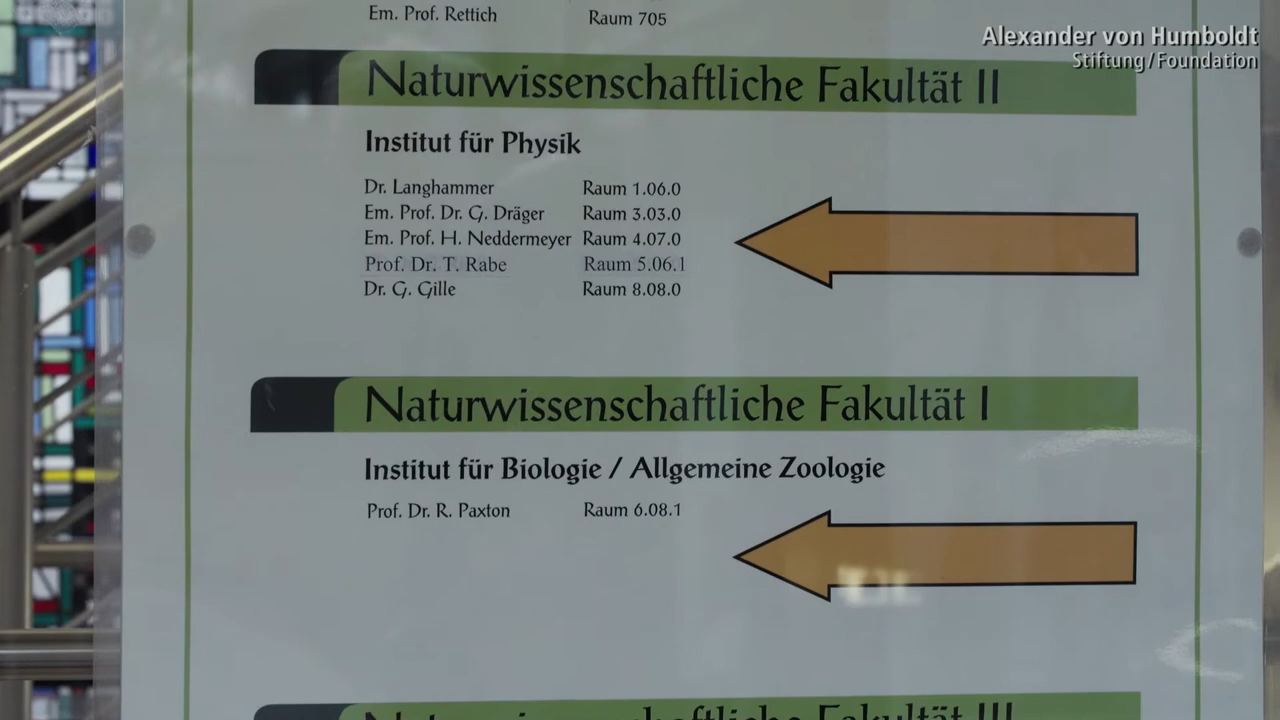 Em. Prof. Rettich Raum 705
Alexander von Humboldt
Stiftung/Foundation
Naturwissenschaftliche Fakultät II
Institut für Physik
Dr. Langhammer Raum 1.06.0
Em. Prof. Dr. G. Dräger Raum 3.03.0
Em. Prof. H. Neddermeyer Raum 4.07.0
Prof. Dr. T. Rabe Raum 5.06.1
Dr. G. Gille Raum 8.08.0
Naturwissenschaftliche Fakultät I
Institut für Biologie / Allgemeine Zoologie
Prof. Dr. R. Paxton Raum 6.08.1
Naturwissenschaftliche Fakultät III